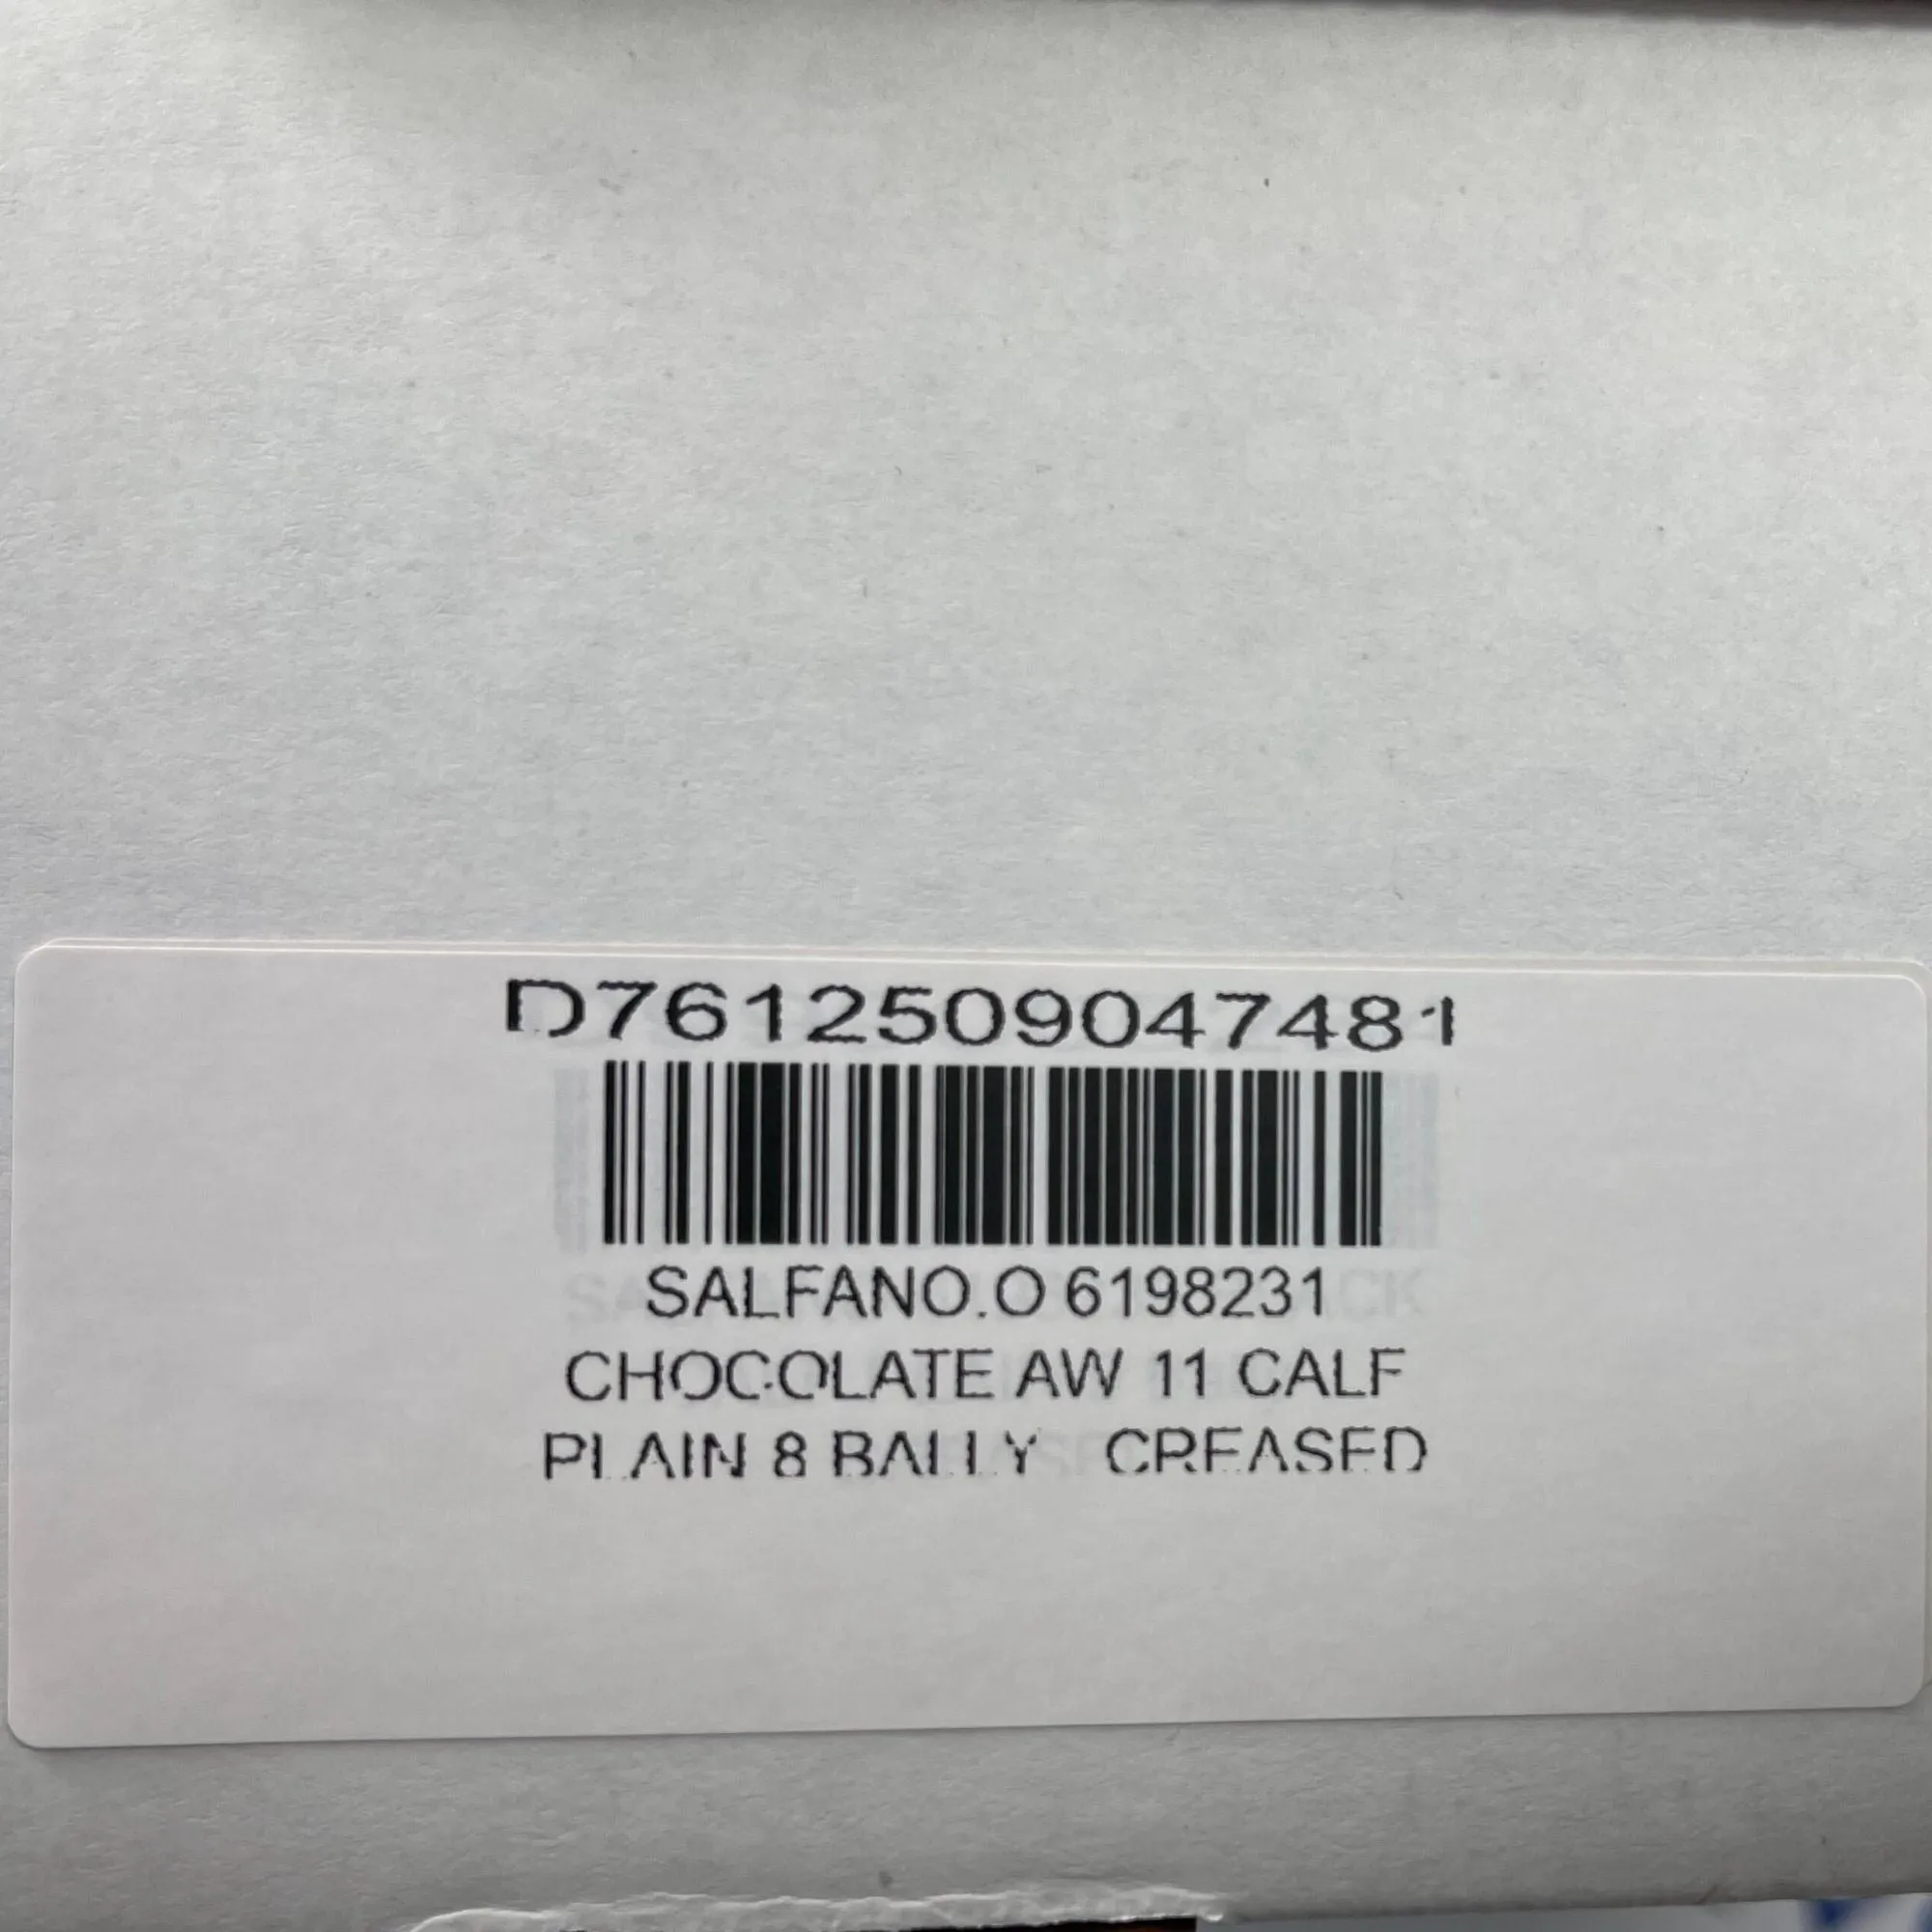 D7612509047481
SALFANO.O 6198231
CHOCOLATE AW 11 CALF
PLAIN 8 BALLY CREASED